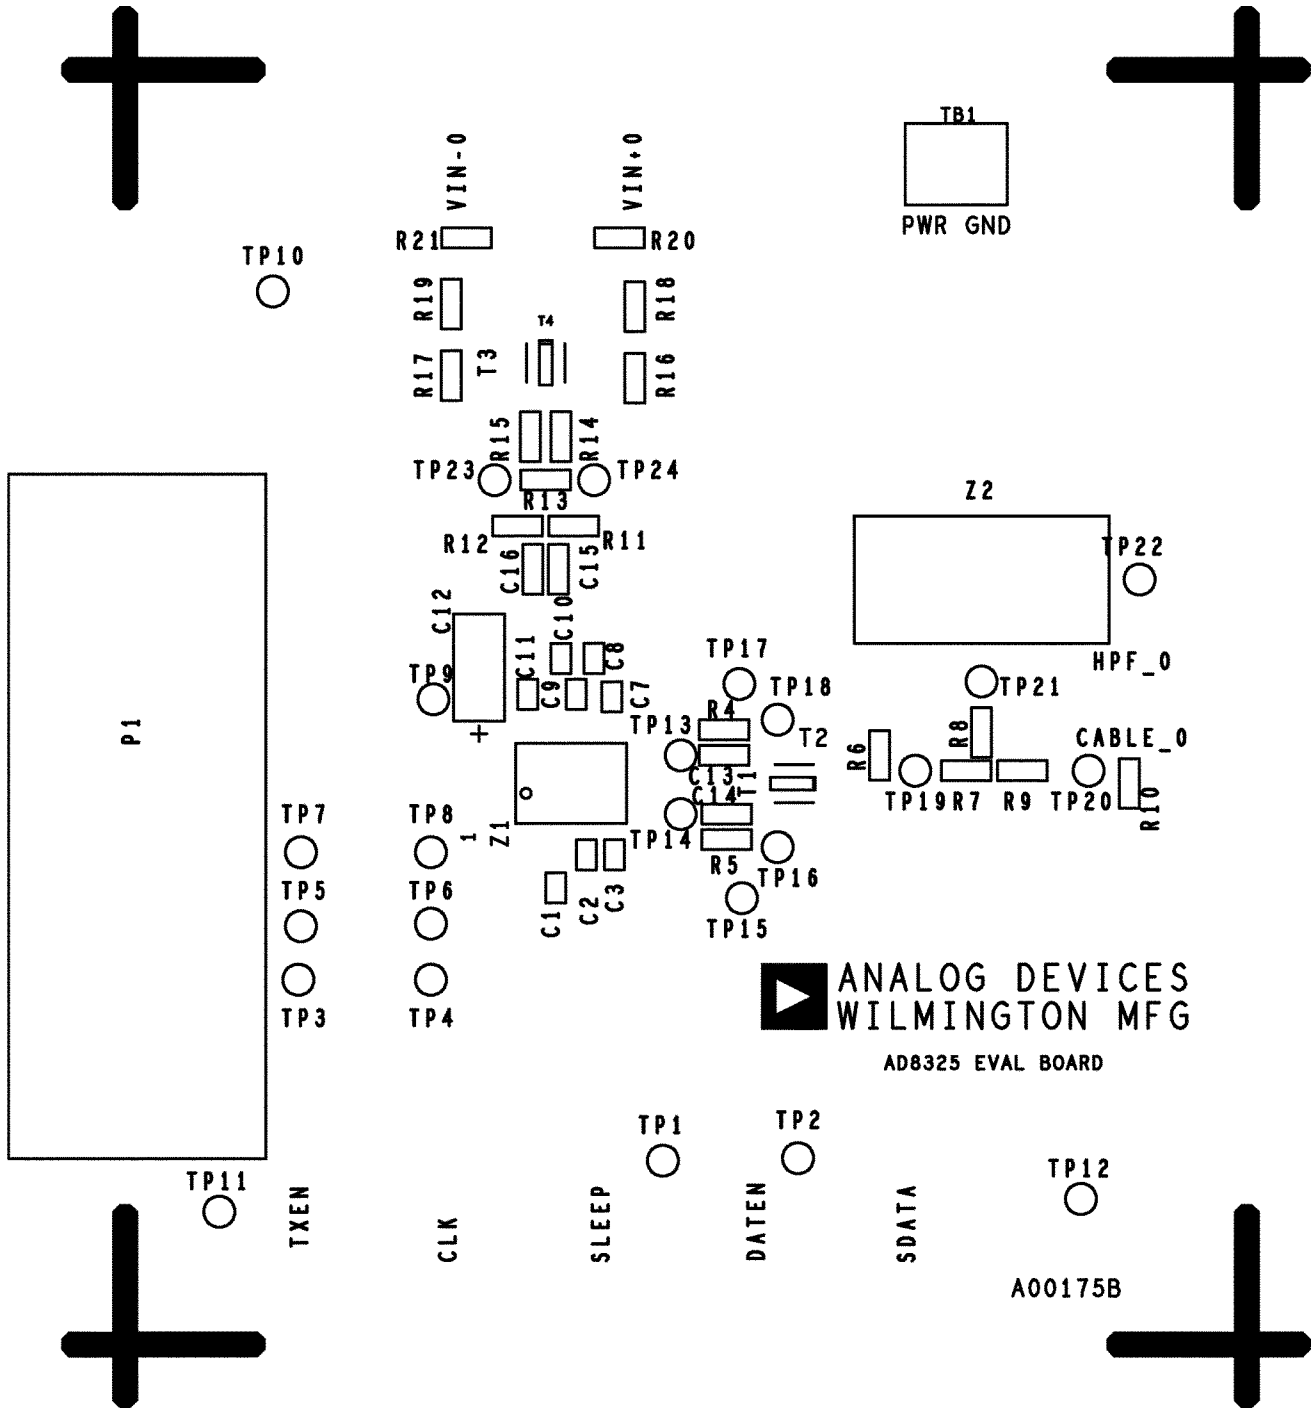 TB1
VIN-0
VIN+0
PWR GND
R21
R20
TP10
R19
R18
T4
R17
T3
R16
R15
R14
TP23
TP24
R13
Z2
R12
R11
TP22
C16
C15
C12
C10
C11
C8
TP17
HPF_0
TP9
C9
C7
TP18
TP21
R4
TP13
P1
+
T2
R8
CABLE_0
R6
C13
T1
C14
TP19
R7
R9
TP20
R10
TP7
TP8
1
Z1
TP14
R5
TP16
TP5
TP6
C1
C2
C3
TP15
ANALOG DEVICES
WILMINGTON MFG
TP3
TP4
AD8325 EVAL BOARD
TP1
TP2
TP12
TP11
TXEN
CLK
SLEEP
DATEN
SDATA
A00175B